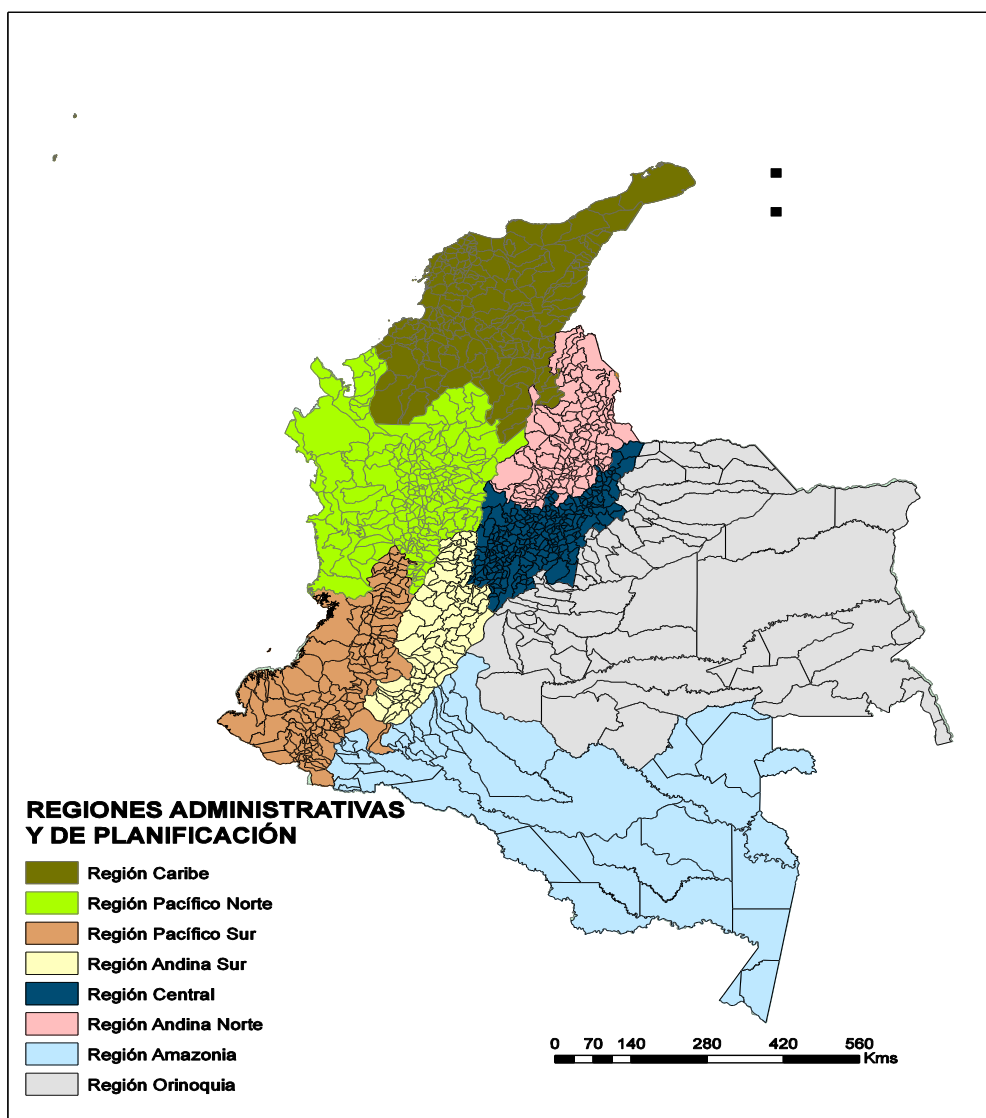 REGIONES ADMINISTRATIVAS
Y DE PLANIFICACIÓN
Región Caribe
Región Pacífico Norte
Región Pacífico Sur
Región Andina Sur
Región Central
Región Andina Norte
Región Amazonia
Región Orinoquia
0 70 140 280 420 560
Kms